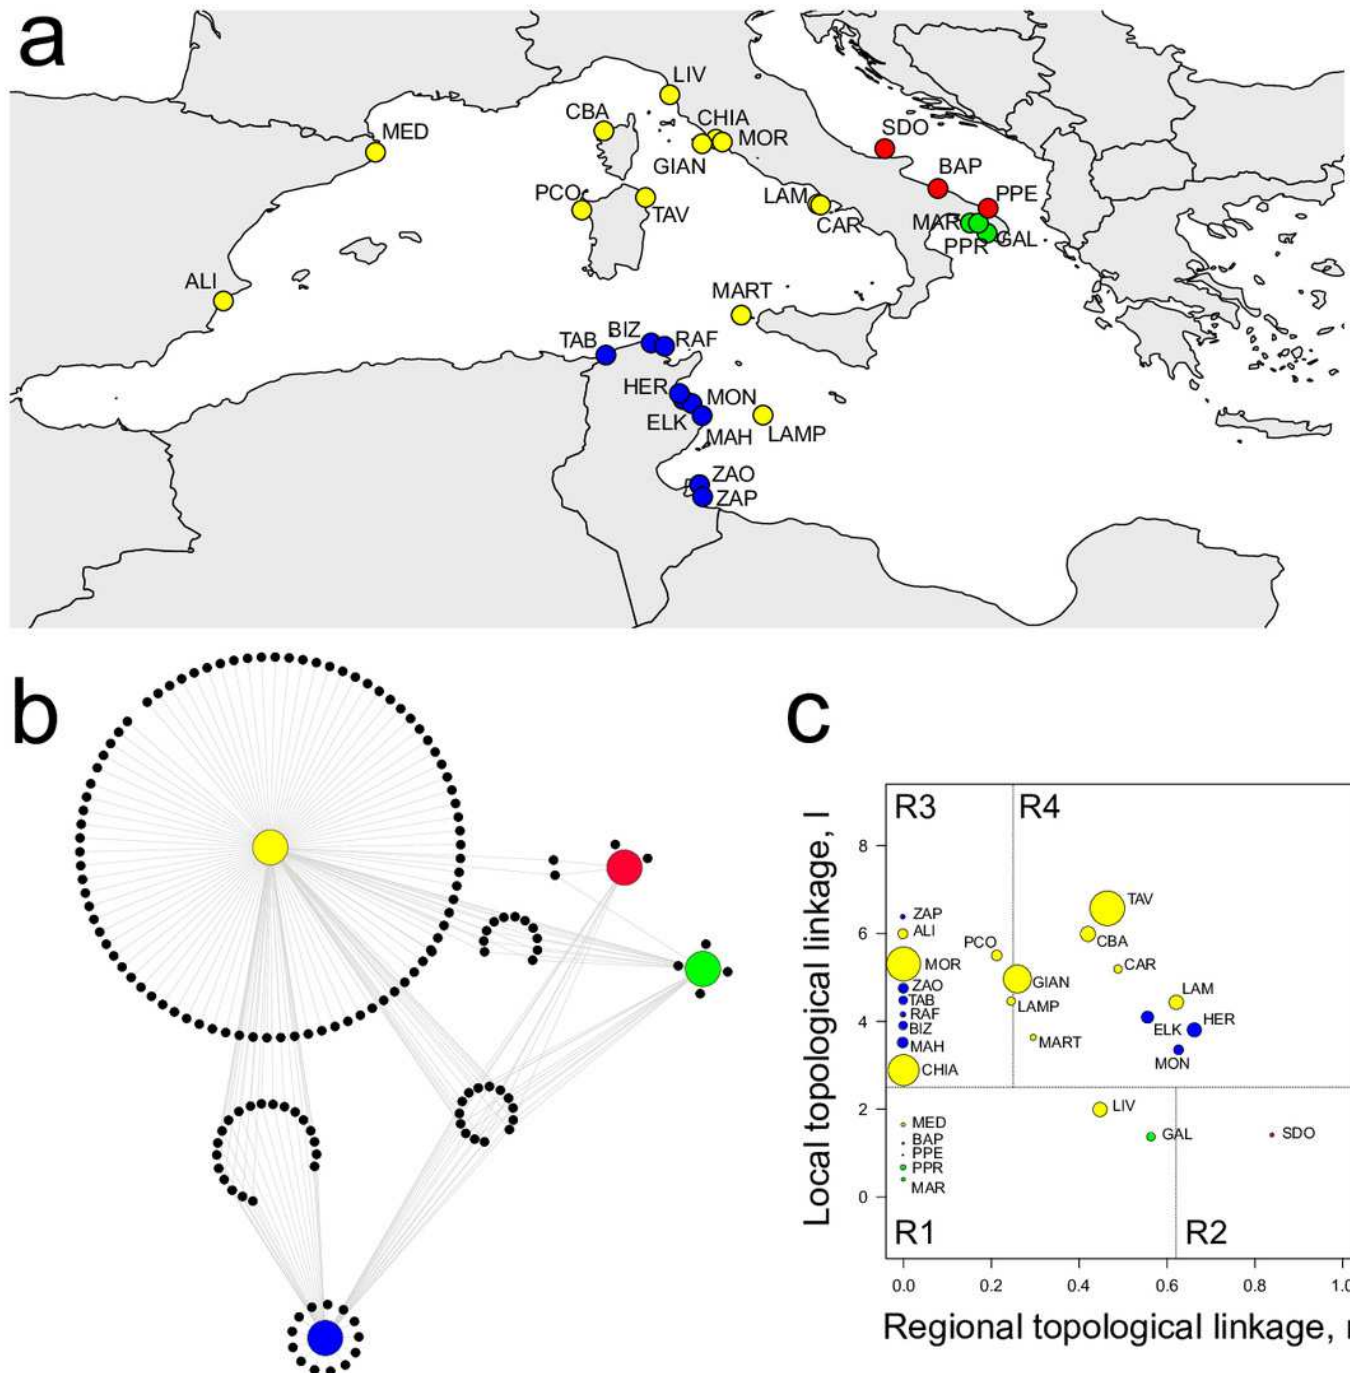 a
LIV
CBA
CHIA
MOR
MED
GIAN
SDO
BAP
PCO
TAV
LAM
PPE
CAR
MAR
GAL
PPR
ALI
MART
BIZ
RAF
TAB
HER
MON
ELK
MAH
LAMP
ZAO
ZAP
b
c
Local topological linkage, l
R3
R4
8
6
4
2
0
TAV
ZAP
ALI
CBA
PCO
MOR
CAR
GIAN
ZAO
LAM
TAB
LAMP
RAF
HER
BIZ
ELK
MART
MAH
MON
CHIA
LIV
MED
GAL
SDO
BAP
PPE
PPR
MAR
R1
R2
0.0 0.2 0.4 0.6 0.8 1.0
Regional topological linkage, r